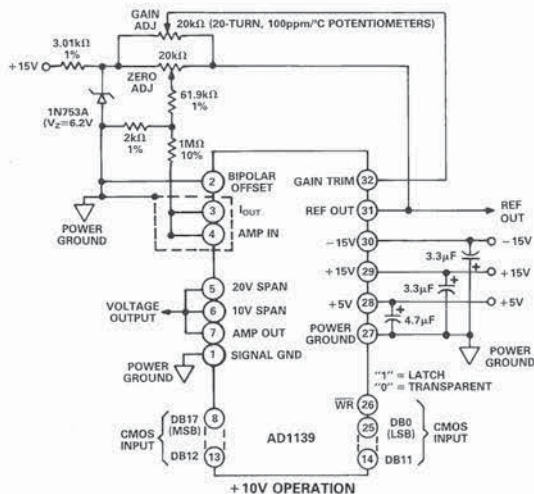 GAIN ADJ
20kΩ (20-TURN, 100ppm/°C POTENTIOMETERS)
3.01kΩ
1%
+15V
20kΩ
ZERO ADJ
61.9kΩ
1%
1N753A
(VZ=6.2V
2kΩ
1%
1MΩ
10%
POWER GROUND
2 BIPOLAR OFFSET
3 IOUT
4 AMP IN
5 20V SPAN
6 10V SPAN
7 AMP OUT
VOLTAGE OUTPUT
1 SIGNAL GND
POWER GROUND
CMOS INPUT
8 DB17 (MSB)
13 DB12
GAIN TRIM 32
REF OUT 31
REF OUT
-15V 30
-15V
3.3μF
+
+15V 29
+15V
3.3μF
+
+5V 28
+5V
+
4.7μF
POWER GROUND 27
POWER GROUND
"1" = LATCH
"0" = TRANSPARENT
WR 26
25 DB0 (LSB)
14 DB11
CMOS INPUT
AD1139
+10V OPERATION